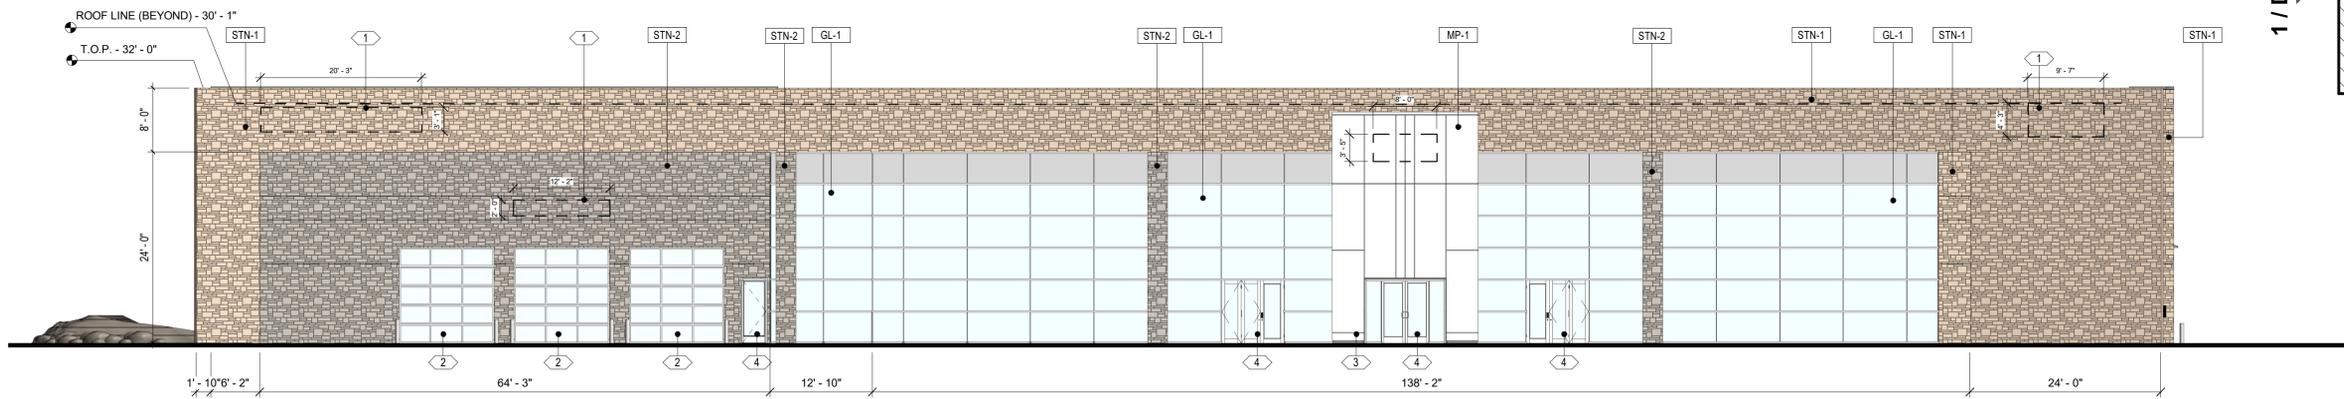 ROOF LINE (BEYOND) - 30' - 1"
T.O.P. - 32' - 0"
STN-1
1
1
STN-2
STN-2
GL-1
STN-2
GL-1
MP-1
STN-2
STN-1
GL-1
STN-1
1
STN-1
1 / D
20' - 3"
9' - 7"
8' - 0"
8' - 0"
3' - 1"
4' - 3"
3' - 5"
12' - 2"
2' - 0"
24' - 0"
2
2
2
4
4
3
4
4
1' - 10"
6' - 2"
64' - 3"
12' - 10"
138' - 2"
24' - 0"